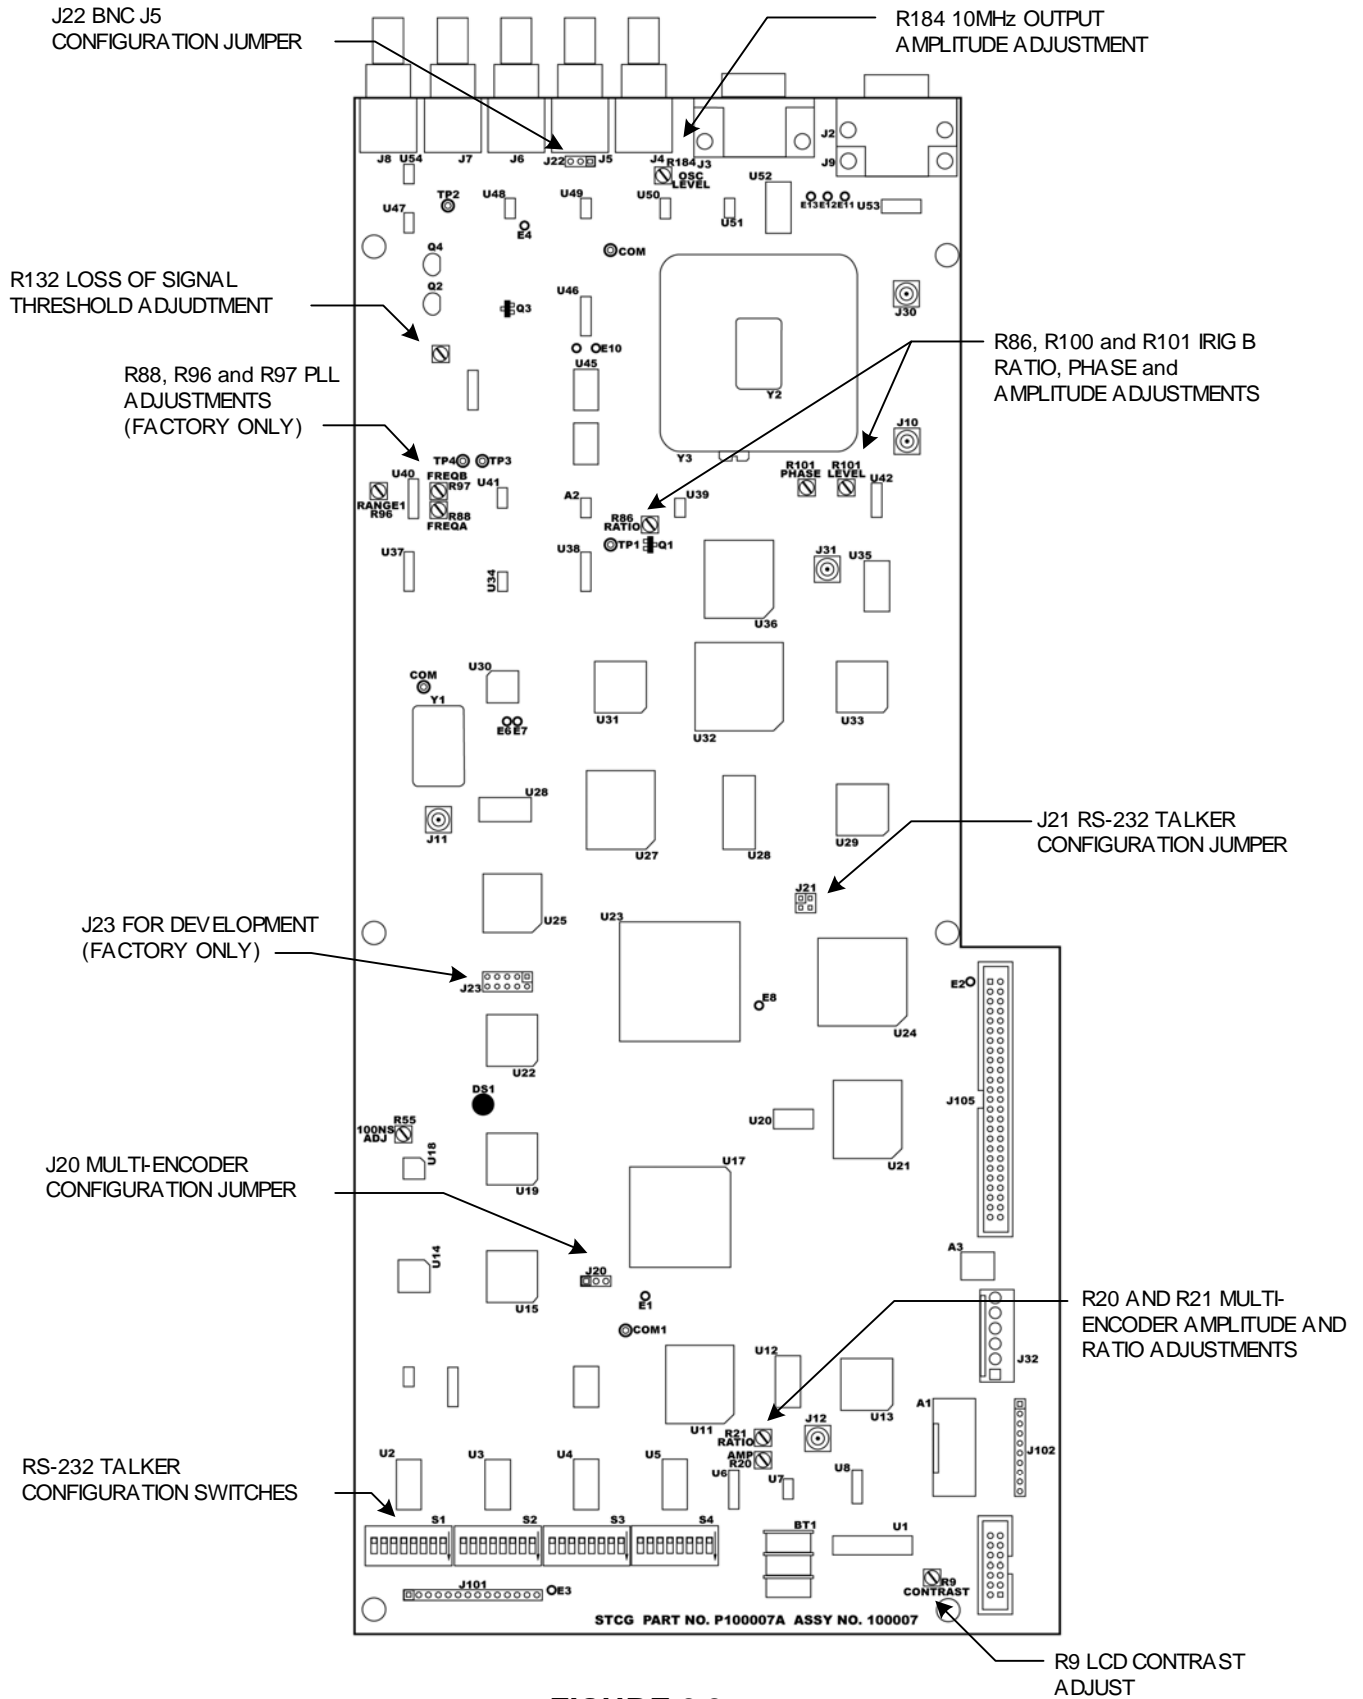 J22 BNC J5
CONFIGURATION JUMPER
R184 10MHz OUTPUT
AMPLITUDE ADJUSTMENT
J8 U54 J7 J6 J22 J5 J4 R184 J3
OSC
LEVEL
J2
J9
U52
TP2 U48 U49 U50
U47 E4 U51 E13 E12 E11 U53
COM
Q4
Q2
R132 LOSS OF SIGNAL
THRESHOLD ADJUDTMENT
Q3 U46
J30
E10
U45
R86, R100 and R101 IRIG B
RATIO, PHASE and
AMPLITUDE ADJUSTMENTS
R88, R96 and R97 PLL
ADJUSTMENTS
(FACTORY ONLY)
Y2
Y3
J10
TP4 TP3
R101
PHASE
R101
LEVEL
U42
U40 FREQB
R97
U41
RANGE1
R96
R88
FREQA
A2 U39
R86
RATIO
TP1 Q1
U37 U34 U38
J31 U35
U36
COM U30
Y1
U31 U32 U33
E6 E7
U28
J11
U27 U28 U29
J21 RS-232 TALKER
CONFIGURATION JUMPER
J21
U25 U23
J23 FOR DEVELOPMENT
(FACTORY ONLY)
J23
E8
E2
U24
U22
DS1
J105
R55
100NS
ADJ
U18
U20
U21
U19
U17
J20 MULTI-ENCODER
CONFIGURATION JUMPER
U14
U15
J20
E1
COM1
A3
R20 AND R21 MULTI-
ENCODER AMPLITUDE AND
RATIO ADJUSTMENTS
J32
U12
U13
U11
R21
RATIO
AMP
R20
J12
A1
J102
U2 U3 U4 U5 U6 U7 U8
RS-232 TALKER
CONFIGURATION SWITCHES
S1 S2 S3 S4
BT1 U1
J101 E3
R9
CONTRAST
STCG PART NO. P100007A ASSY NO. 100007
R9 LCD CONTRAST
ADJUST